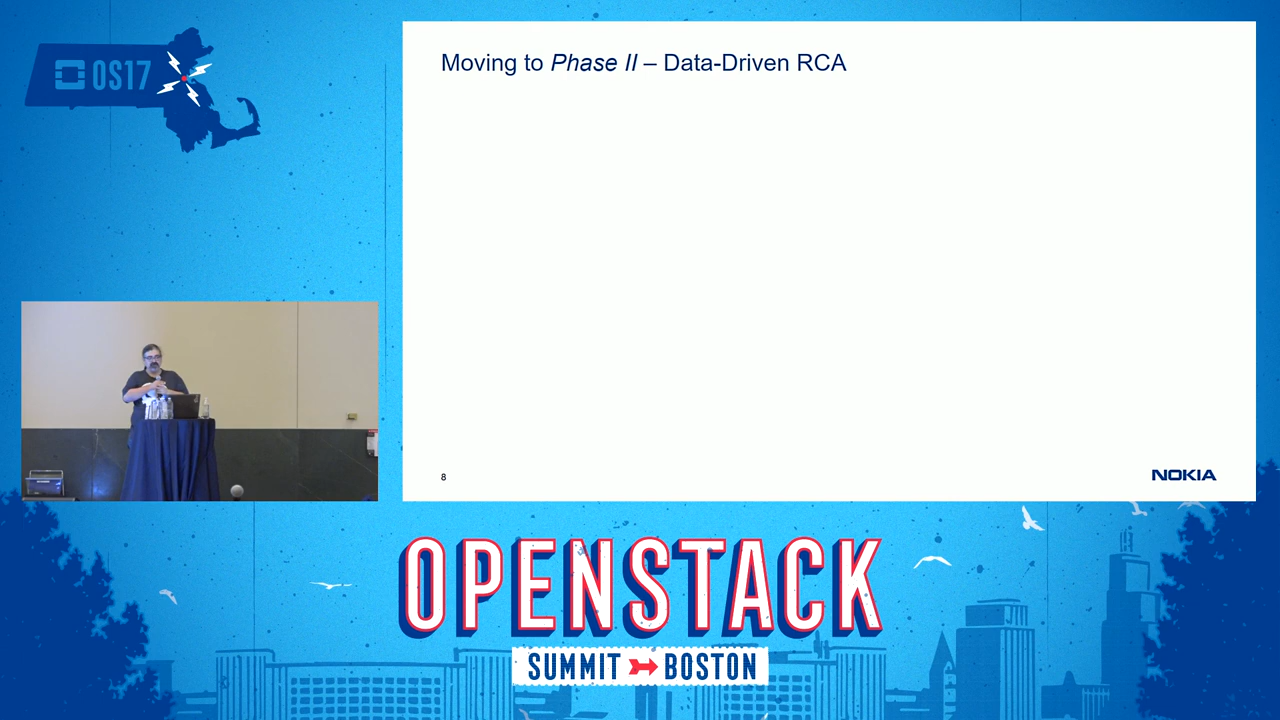 OS17
Moving to Phase II – Data-Driven RCA
8
NOKIA
OPENSTACK
SUMMIT BOSTON